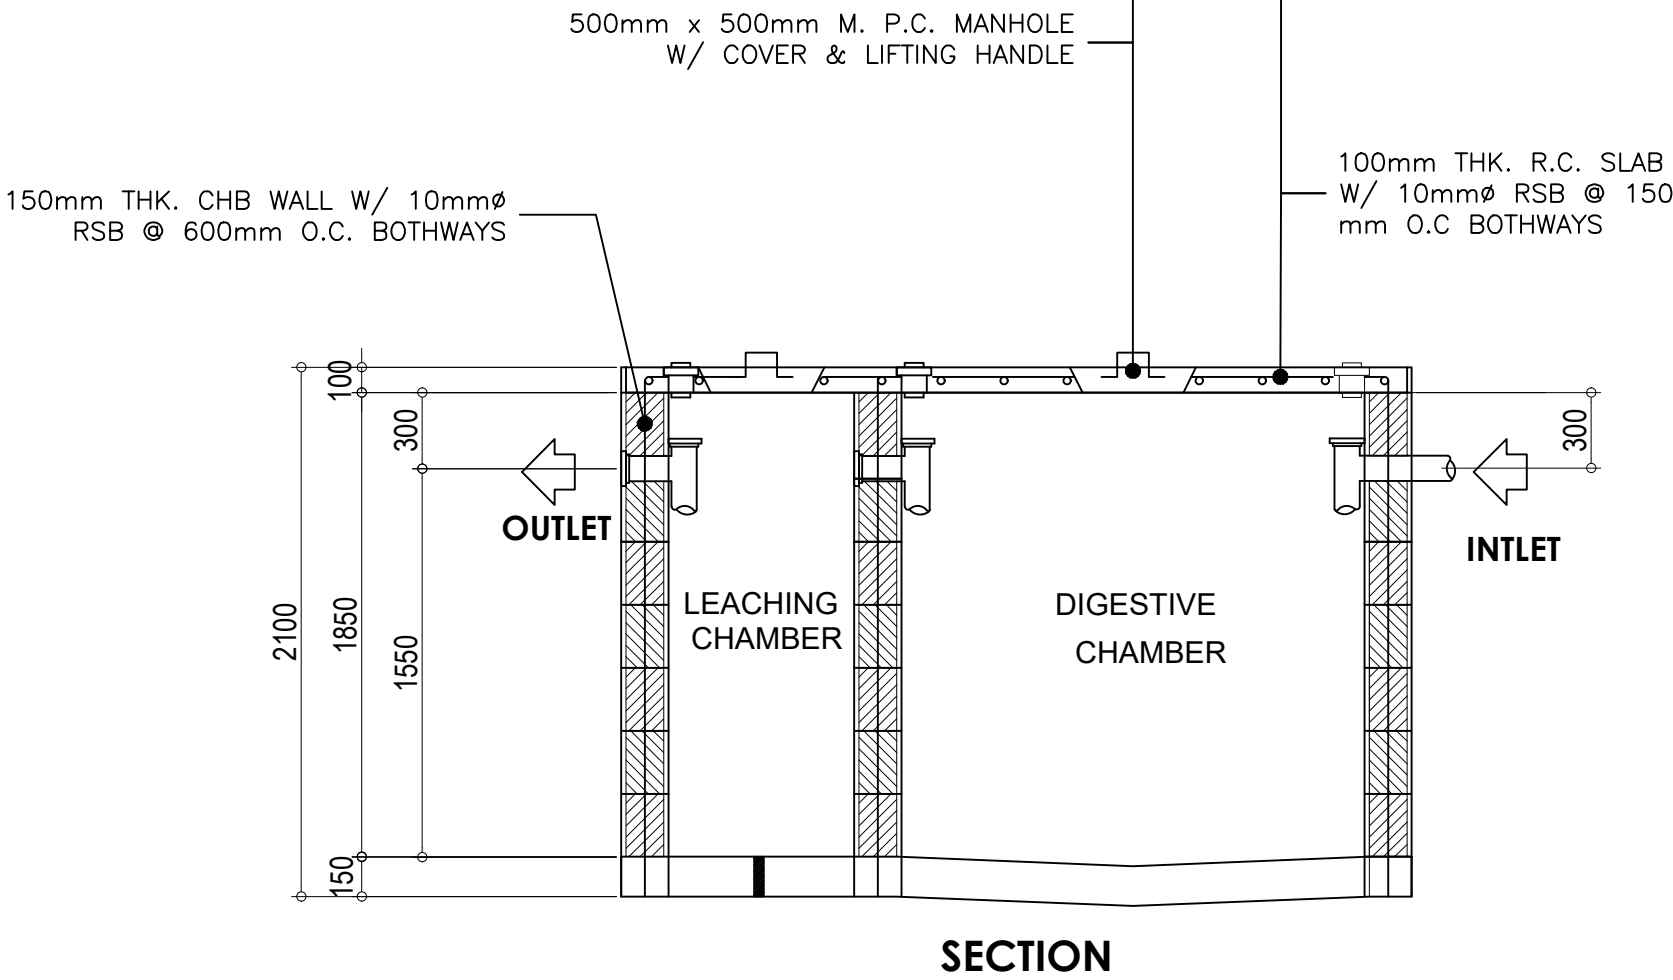 500mm x 500mm M. P.C. MANHOLE
W/ COVER & LIFTING HANDLE
100mm THK. R.C. SLAB
W/ 10mmø RSB @ 150
mm O.C BOTHWAYS
150mm THK. CHB WALL W/ 10mmø
RSB @ 600mm O.C. BOTHWAYS
100
300
300
OUTLET
INTLET
2100
1850
1550
LEACHING
CHAMBER
DIGESTIVE
CHAMBER
150
SECTION